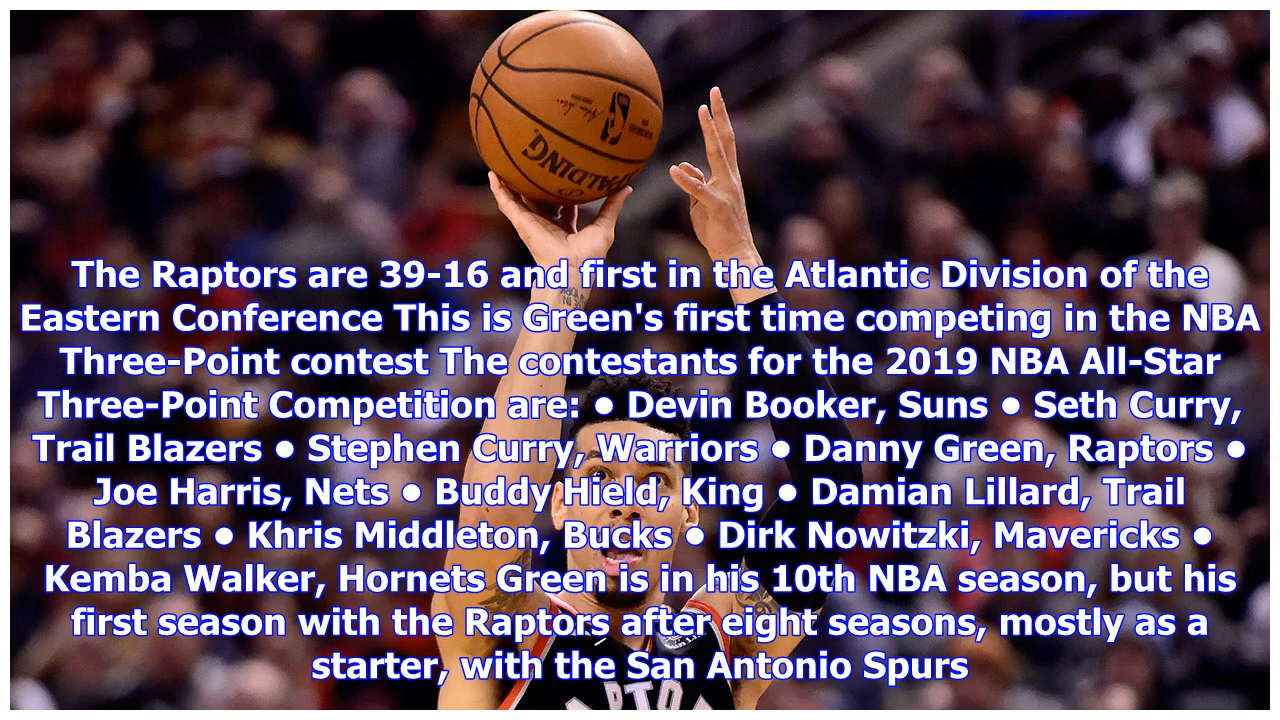 SPALDING
The Raptors are 39-16 and first in the Atlantic Division of the
Eastern Conference This is Green's first time competing in the NBA
Three-Point contest The contestants for the 2019 NBA All-Star
Three-Point Competition are: ● Devin Booker, Suns ● Seth Curry,
Trail Blazers ● Stephen Curry, Warriors ● Danny Green, Raptors ●
Joe Harris, Nets ● Buddy Hield, King ● Damian Lillard, Trail
Blazers ● Khris Middleton, Bucks ● Dirk Nowitzki, Mavericks ●
Kemba Walker, Hornets Green is in his 10th NBA season, but his
first season with the Raptors after eight seasons, mostly as a
starter, with the San Antonio Spurs